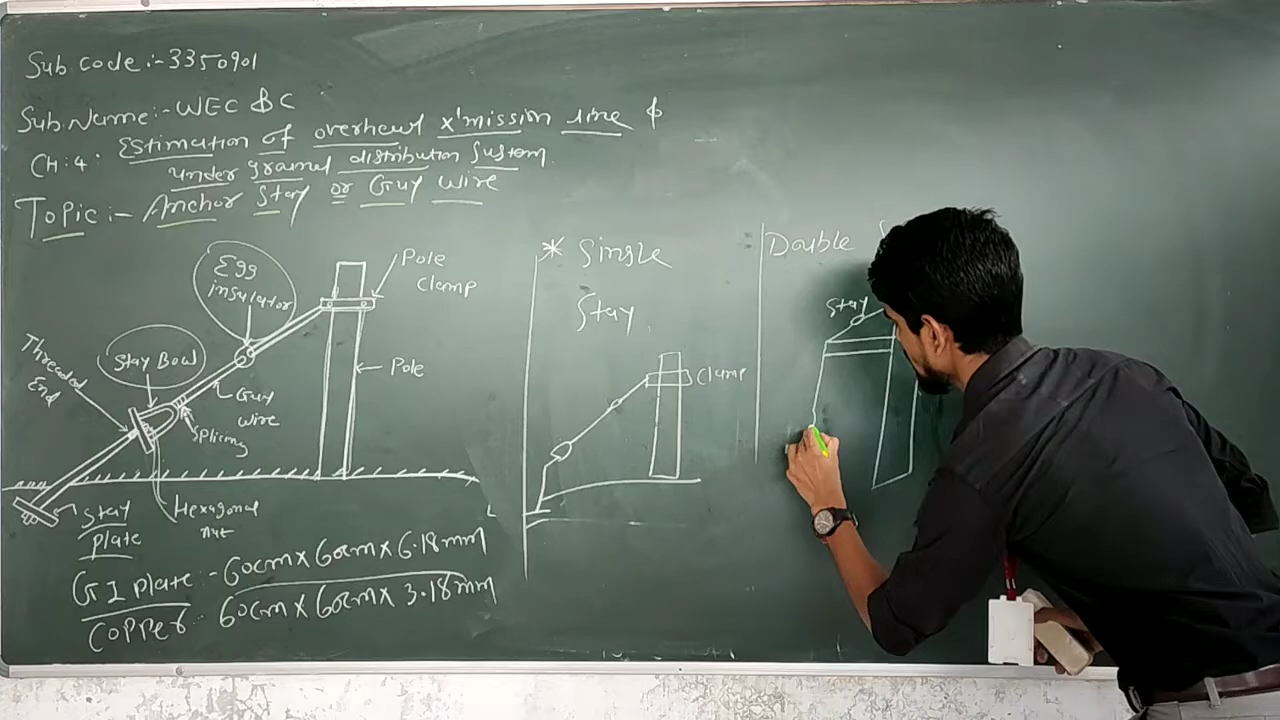 Sub code :- 3350901
Sub.Name:- WEC & C
CH:4. Estimation of overhead x'mission line &
under ground distribution System.
Topic:- Anchor Stay or Guy wire
Egg
insulator
Pole
clamp
Threaded
End
Stay Bow
Guy
wire
Splicing
Pole
Stay
plate
Hexagonal
nut
GI plate:- 60cm x 60cm x 6.18mm
Copper:- 60cm x 60cm x 3.18mm
* Single
Stay.
Clamp
Double
Stay